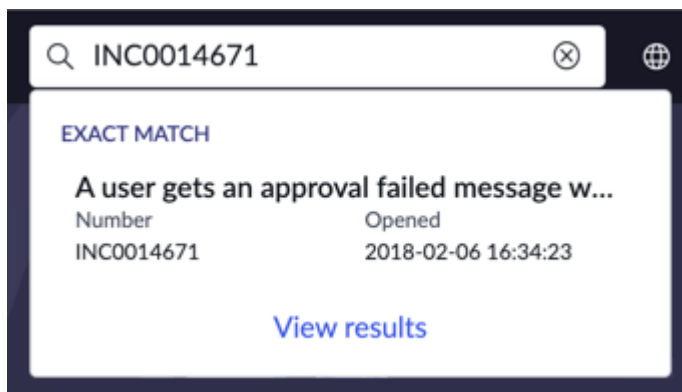 INC0014671
EXACT MATCH
A user gets an approval failed message w...
Number Opened
INC0014671 2018-02-06 16:34:23
View results